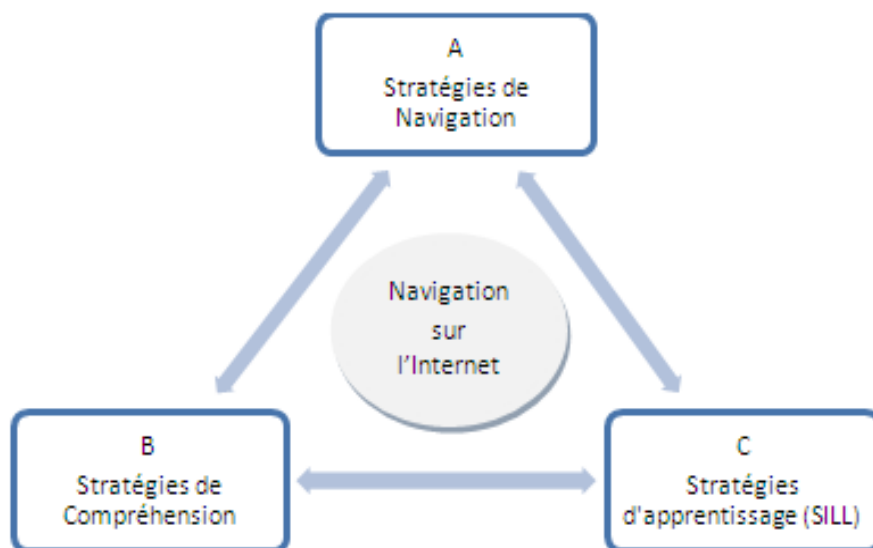 A
Stratégies de
Navigation
Navigation
sur
l'Internet
B
Stratégies de
Compréhension
C
Stratégies
d'apprentissage (SILL)